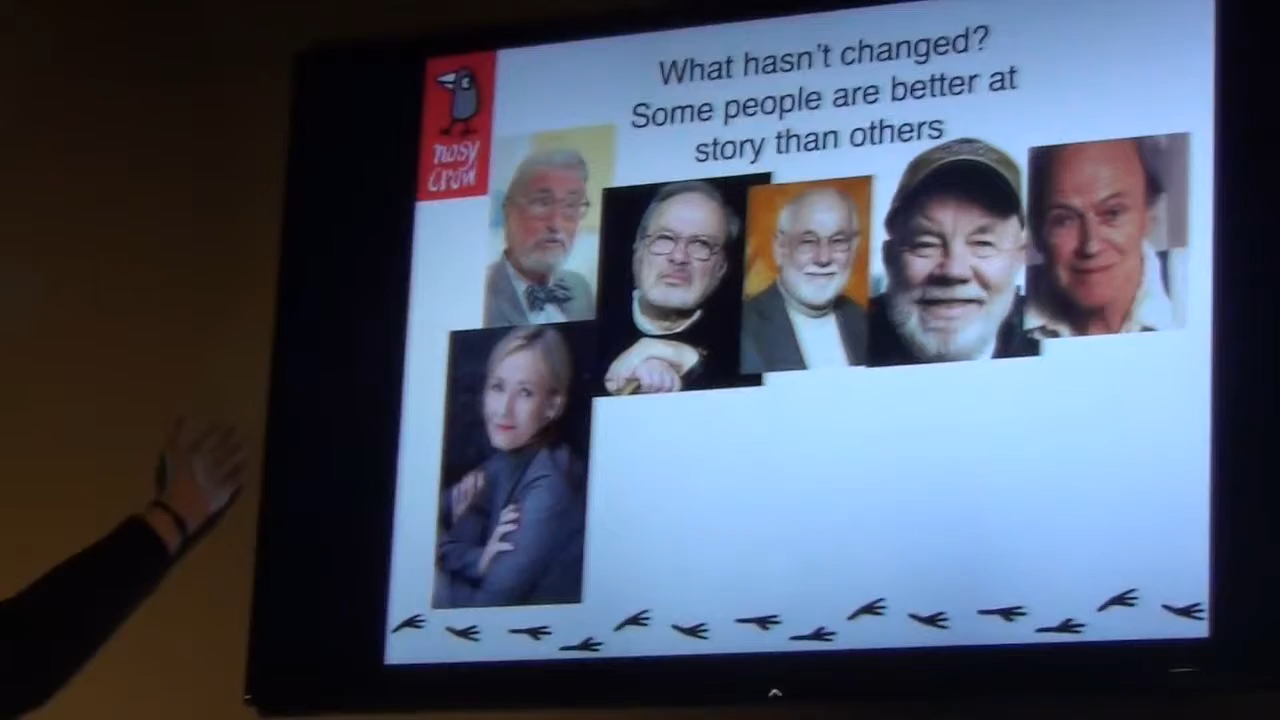 What hasn't changed?
Some people are better at
story than others
nosy
crow